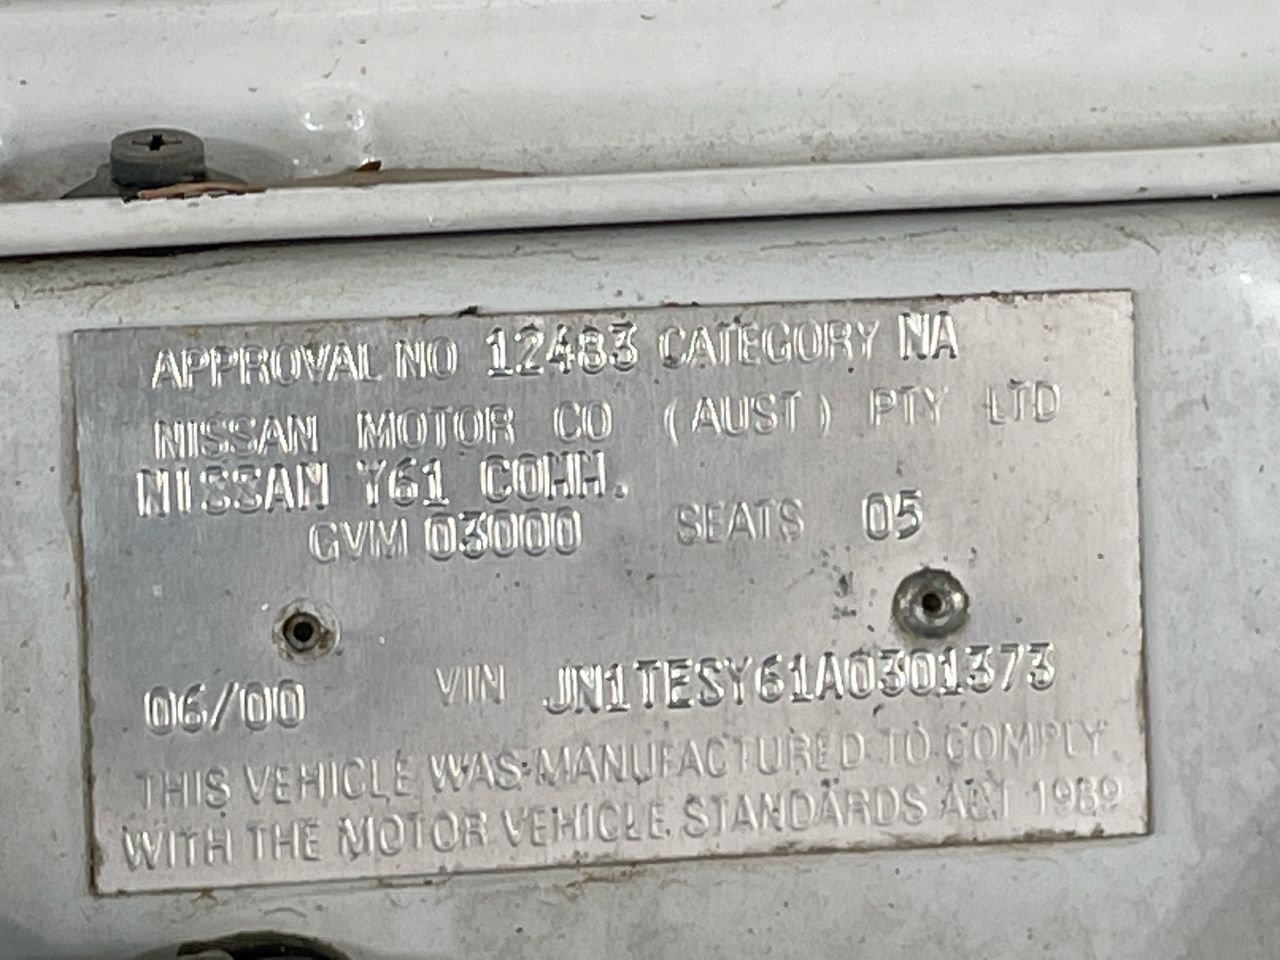 APPROVAL NO 12483 CATEGORY NA
NISSAN MOTOR CO (AUST) PTY LTD
NISSAN Y61 COMM.
GVM 03000 SEATS 05
06/00 VIN JN1TESY61A0301373
THIS VEHICLE WAS MANUFACTURED TO COMPLY
WITH THE MOTOR VEHICLE STANDARDS ACT 1989